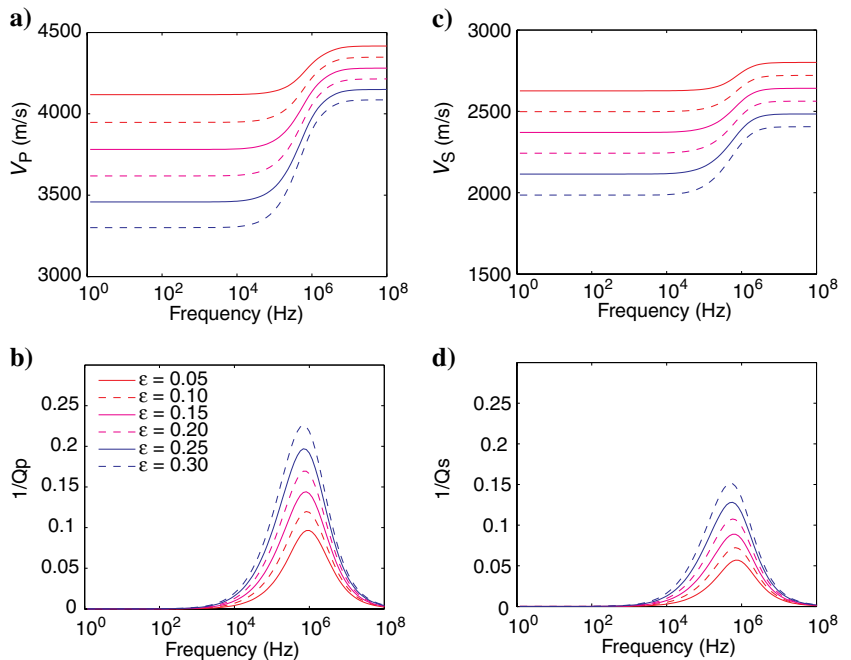 a)
4500
4000
3500
3000
V_P (m/s)
10^0 10^2 10^4 10^6 10^8
Frequency (Hz)
c)
3000
2500
2000
1500
V_S (m/s)
10^0 10^2 10^4 10^6 10^8
Frequency (Hz)
b)
0.25
0.2
0.15
0.1
0.05
0
1/Qp
ε = 0.05
ε = 0.10
ε = 0.15
ε = 0.20
ε = 0.25
ε = 0.30
10^0 10^2 10^4 10^6 10^8
Frequency (Hz)
d)
0.25
0.2
0.15
0.1
0.05
0
1/Qs
10^0 10^2 10^4 10^6 10^8
Frequency (Hz)